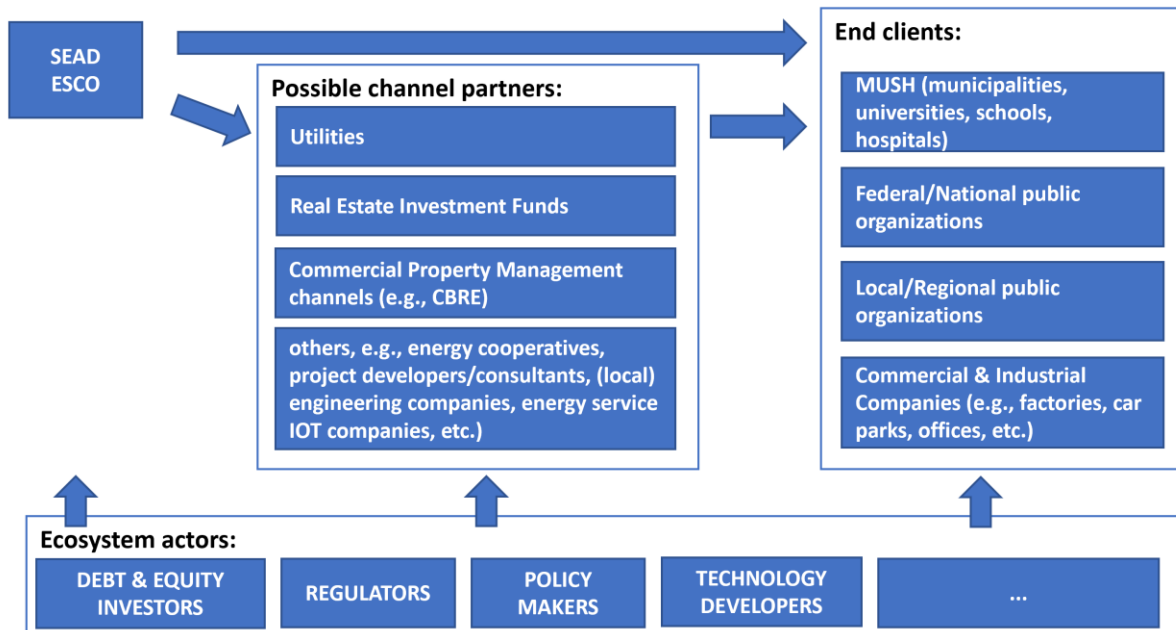 SEAD
ESCO
Possible channel partners:
Utilities
Real Estate Investment Funds
Commercial Property Management
channels (e.g., CBRE)
others, e.g., energy cooperatives,
project developers/consultants, (local)
engineering companies, energy service
IOT companies, etc.)
End clients:
MUSH (municipalities,
universities, schools,
hospitals)
Federal/National public
organizations
Local/Regional public
organizations
Commercial & Industrial
Companies (e.g., factories, car
parks, offices, etc.)
Ecosystem actors:
DEBT & EQUITY
INVESTORS
REGULATORS
POLICY
MAKERS
TECHNOLOGY
DEVELOPERS
...